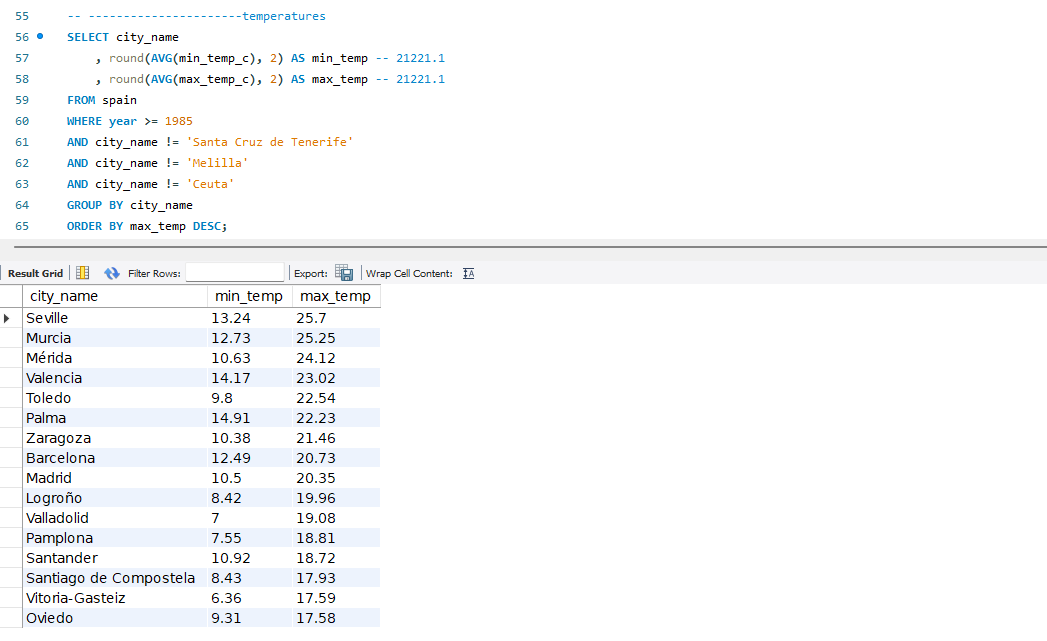 55 -- ----------------------temperatures
56 SELECT city_name
57 , round(AVG(min_temp_c), 2) AS min_temp -- 21221.1
58 , round(AVG(max_temp_c), 2) AS max_temp -- 21221.1
59 FROM spain
60 WHERE year >= 1985
61 AND city_name != 'Santa Cruz de Tenerife'
62 AND city_name != 'Melilla'
63 AND city_name != 'Ceuta'
64 GROUP BY city_name
65 ORDER BY max_temp DESC;
Result Grid Filter Rows: Export: Wrap Cell Content: IA
city_name min_temp max_temp
Seville 13.24 25.7
Murcia 12.73 25.25
Mérida 10.63 24.12
Valencia 14.17 23.02
Toledo 9.8 22.54
Palma 14.91 22.23
Zaragoza 10.38 21.46
Barcelona 12.49 20.73
Madrid 10.5 20.35
Logroño 8.42 19.96
Valladolid 7 19.08
Pamplona 7.55 18.81
Santander 10.92 18.72
Santiago de Compostela 8.43 17.93
Vitoria-Gasteiz 6.36 17.59
Oviedo 9.31 17.58